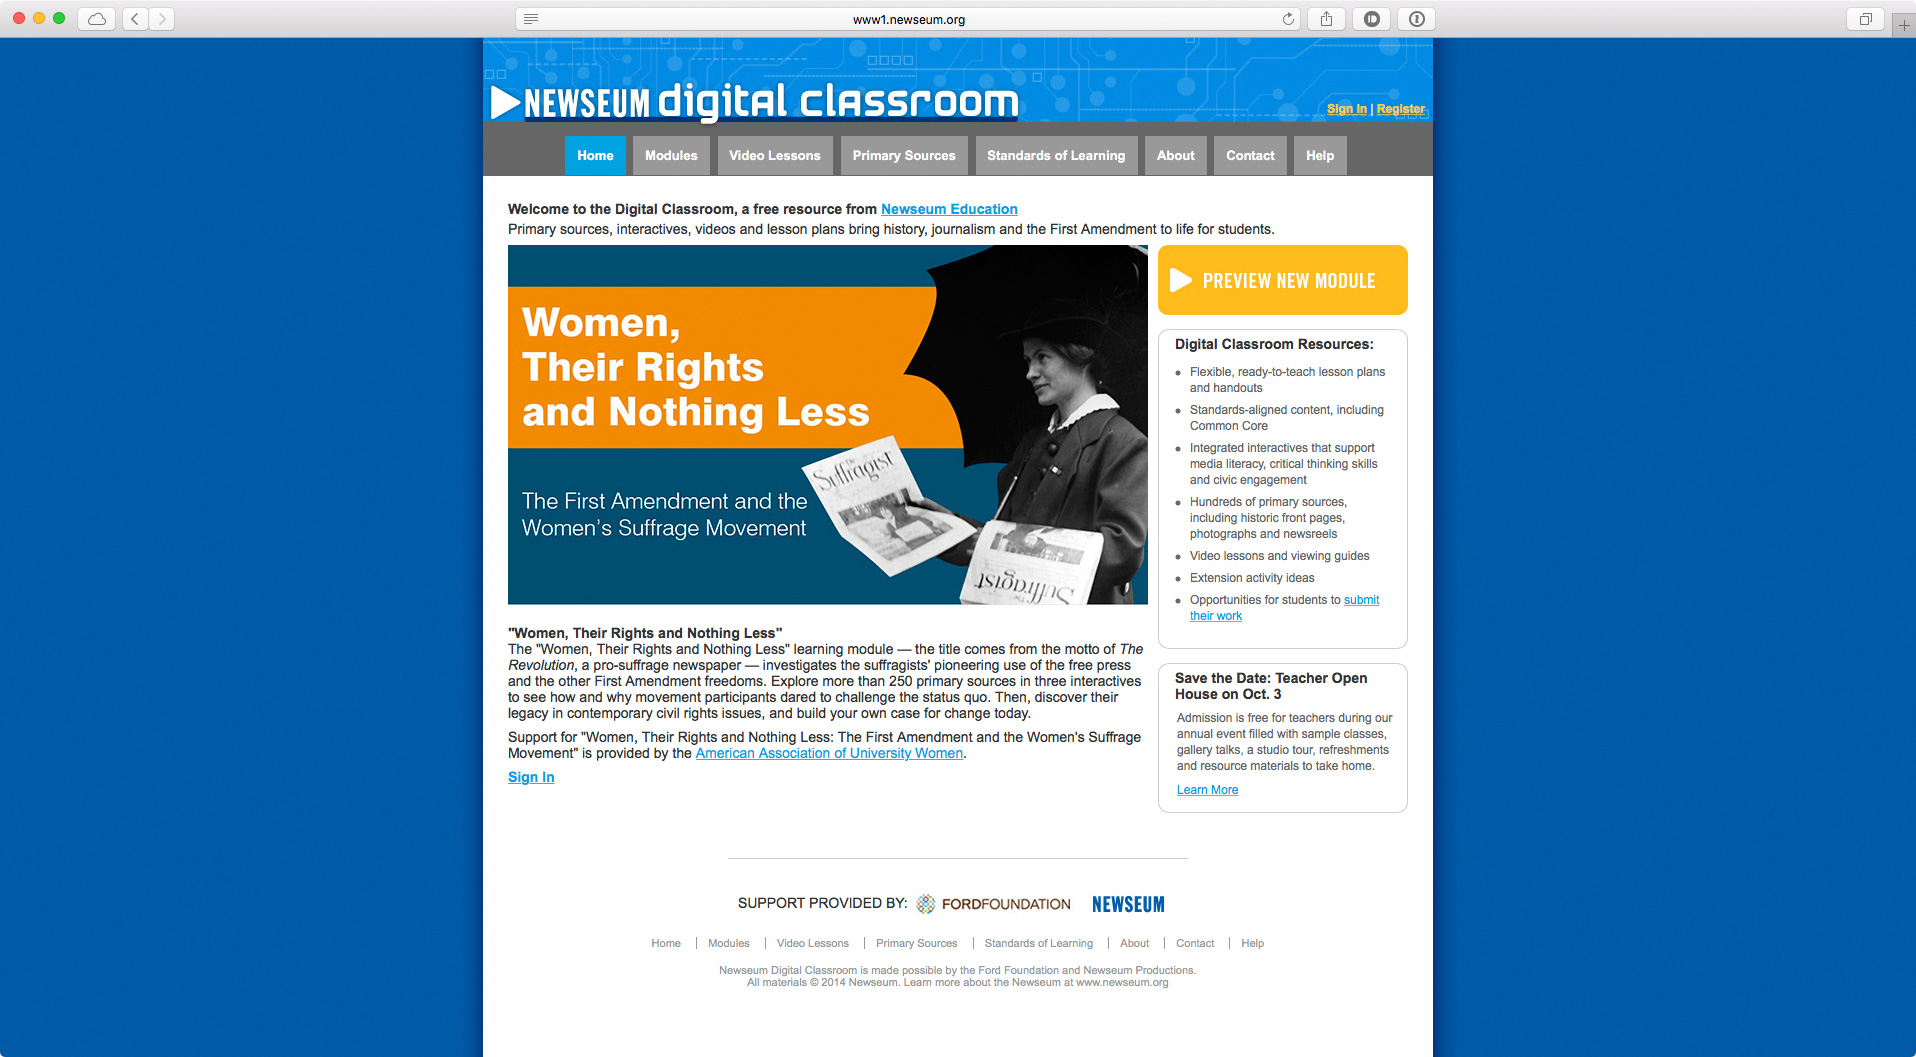 www1.newseum.org
NEWSEUM digital classroom
Sign In | Register
Home Modules Video Lessons Primary Sources Standards of Learning About Contact Help
Welcome to the Digital Classroom, a free resource from Newseum Education
Primary sources, interactives, videos and lesson plans bring history, journalism and the First Amendment to life for students.
Women,
Their Rights
and Nothing Less
The First Amendment and the
Women's Suffrage Movement
The
Suffragist
Suffragist
"Women, Their Rights and Nothing Less"
The "Women, Their Rights and Nothing Less" learning module — the title comes from the motto of The
Revolution, a pro-suffrage newspaper — investigates the suffragists' pioneering use of the free press
and the other First Amendment freedoms. Explore more than 250 primary sources in three interactives
to see how and why movement participants dared to challenge the status quo. Then, discover their
legacy in contemporary civil rights issues, and build your own case for change today.
Support for "Women, Their Rights and Nothing Less: The First Amendment and the Women's Suffrage
Movement" is provided by the American Association of University Women.
Sign In
PREVIEW NEW MODULE
Digital Classroom Resources:
Flexible, ready-to-teach lesson plans
and handouts
Standards-aligned content, including
Common Core
Integrated interactives that support
media literacy, critical thinking skills
and civic engagement
Hundreds of primary sources,
including historic front pages,
photographs and newsreels
Video lessons and viewing guides
Extension activity ideas
Opportunities for students to submit
their work
Save the Date: Teacher Open
House on Oct. 3
Admission is free for teachers during our
annual event filled with sample classes,
gallery talks, a studio tour, refreshments
and resource materials to take home.
Learn More
SUPPORT PROVIDED BY: FORDFOUNDATION NEWSEUM
Home | Modules | Video Lessons | Primary Sources | Standards of Learning | About | Contact | Help
Newseum Digital Classroom is made possible by the Ford Foundation and Newseum Productions.
All materials © 2014 Newseum. Learn more about the Newseum at www.newseum.org